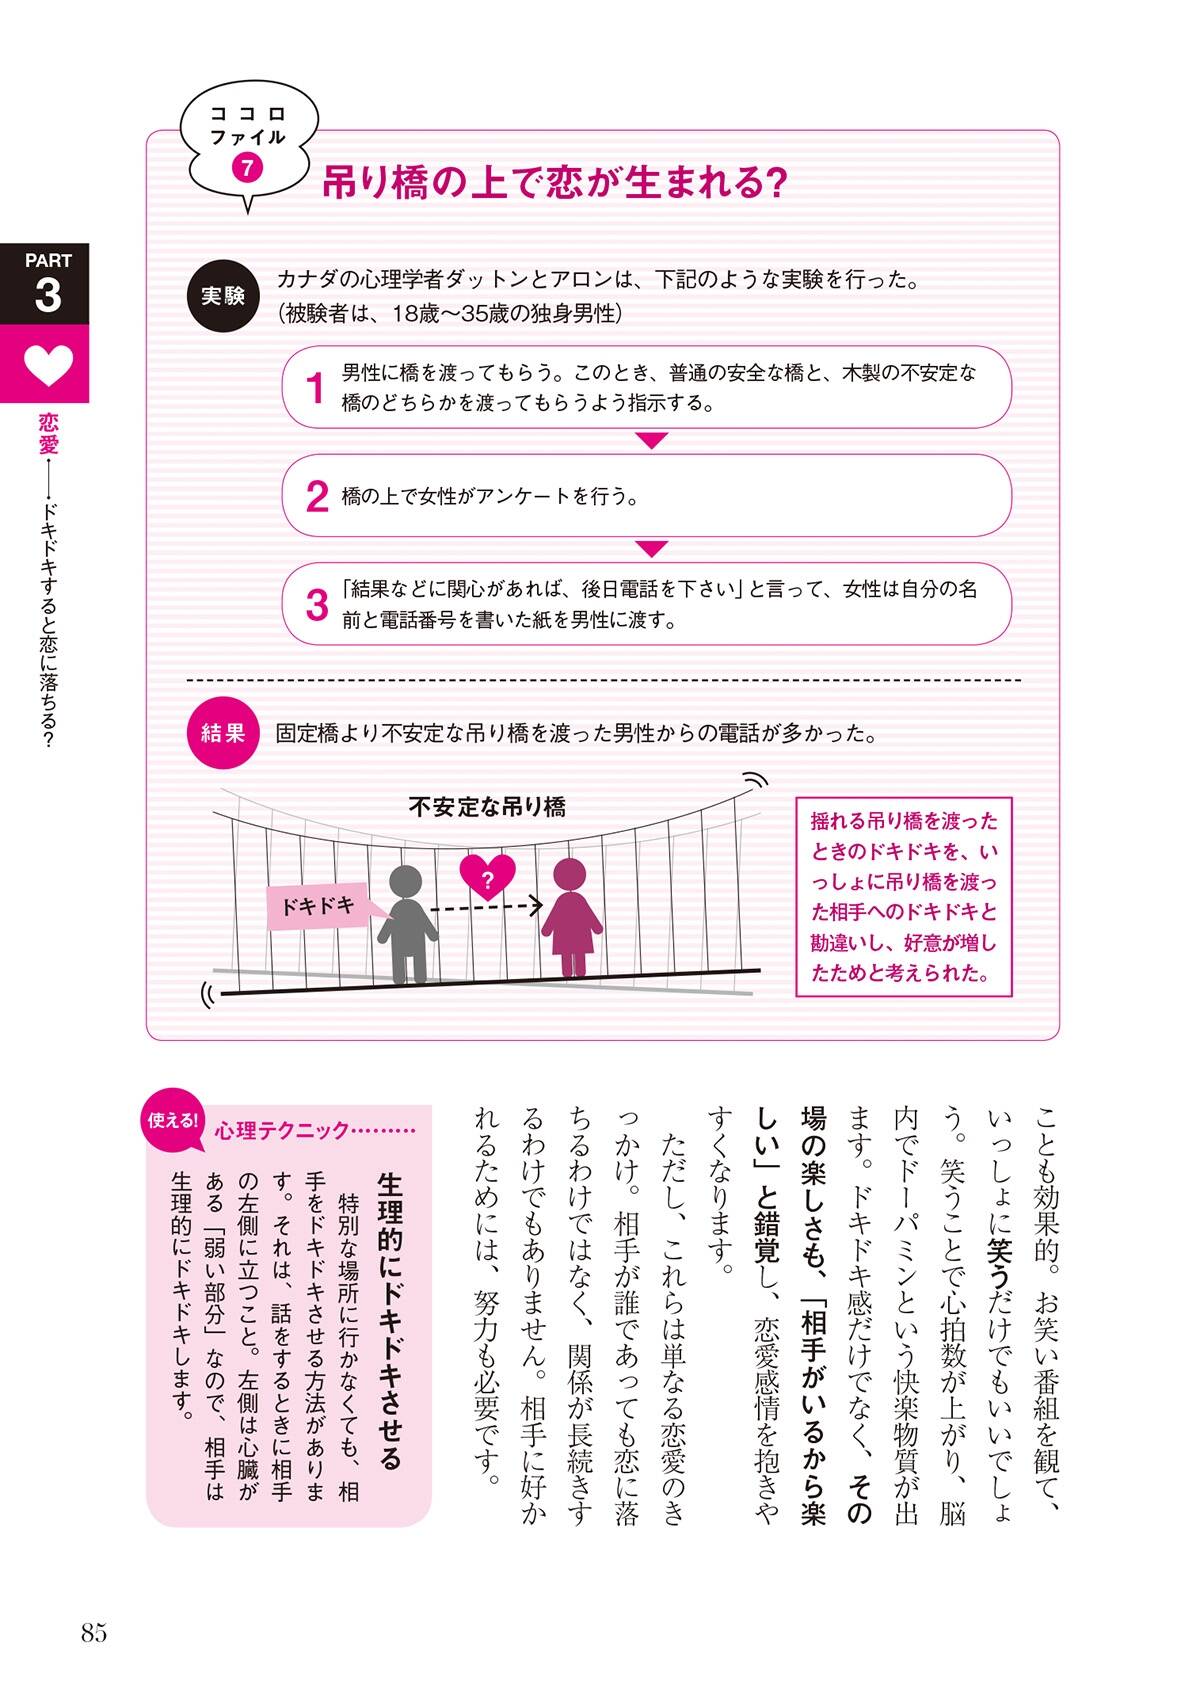 ココロ
ファイル
7
吊り橋の上で恋が生まれる?
PART
3
恋愛——ドキドキすると恋に落ちる?
実験
カナダの心理学者ダットンとアロンは、下記のような実験を行った。
(被験者は、18歳〜35歳の独身男性)
1
男性に橋を渡ってもらう。このとき、普通の安全な橋と、木製の不安定な
橋のどちらかを渡ってもらうよう指示する。
2
橋の上で女性がアンケートを行う。
3
「結果などに関心があれば、後日電話を下さい」と言って、女性は自分の名
前と電話番号を書いた紙を男性に渡す。
結果
固定橋より不安定な吊り橋を渡った男性からの電話が多かった。
不安定な吊り橋
ドキドキ
?
揺れる吊り橋を渡った
ときのドキドキを、い
っしょに吊り橋を渡っ
た相手へのドキドキと
勘違いし、好意が増し
たためと考えられた。
ことも効果的。お笑い番組を観て、
いっしょに笑うだけでもいいでしょ
う。笑うことで心拍数が上がり、脳
内でドーパミンという快楽物質が出
ます。ドキドキ感だけでなく、その
場の楽しさも、「相手がいるから楽
しい」と錯覚し、恋愛感情を抱きや
すくなります。
ただし、これらは単なる恋愛のき
っかけ。相手が誰であっても恋に落
ちるわけではなく、関係が長続きす
るわけでもありません。相手に好か
れるためには、努力も必要です。
使える!
心理テクニック………
生理的にドキドキさせる
特別な場所に行かなくても、相
手をドキドキさせる方法がありま
す。それは、話をするときに相手
の左側に立つこと。左側は心臓が
ある「弱い部分」なので、相手は
生理的にドキドキします。
85